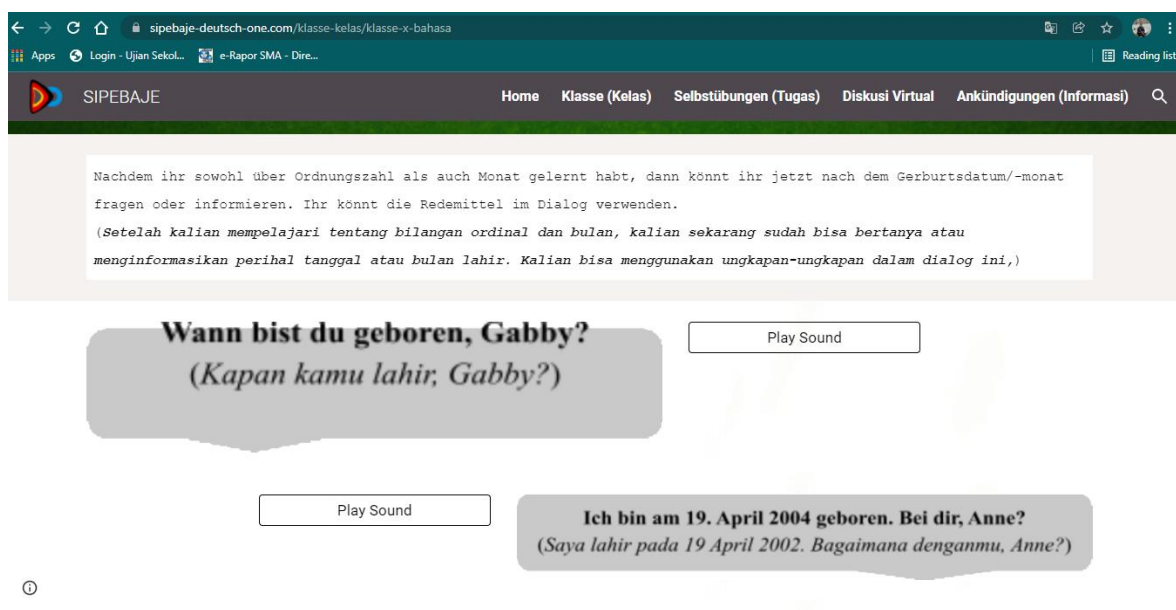 sipebaje-deutsch-one.com/klasse-kelas/klasse-x-bahasa
Apps Login - Ujian Sekol... e-Rapor SMA - Dire... Reading list
SIPEBAJE Home Klasse (Kelas) Selbstübungen (Tugas) Diskusi Virtual Ankündigungen (Informasi)
Nachdem ihr sowohl über Ordnungszahl als auch Monat gelernt habt, dann könnt ihr jetzt nach dem Gerburtsdatum/-monat
fragen oder informieren. Ihr könnt die Redemittel im Dialog verwenden.
(Setelah kalian mempelajari tentang bilangan ordinal dan bulan, kalian sekarang sudah bisa bertanya atau
menginformasikan perihal tanggal atau bulan lahir. Kalian bisa menggunakan ungkapan-ungkapan dalam dialog ini,)
Wann bist du geboren, Gabby?
(Kapan kamu lahir, Gabby?)
Play Sound
Play Sound
Ich bin am 19. April 2004 geboren. Bei dir, Anne?
(Saya lahir pada 19 April 2002. Bagaimana denganmu, Anne?)